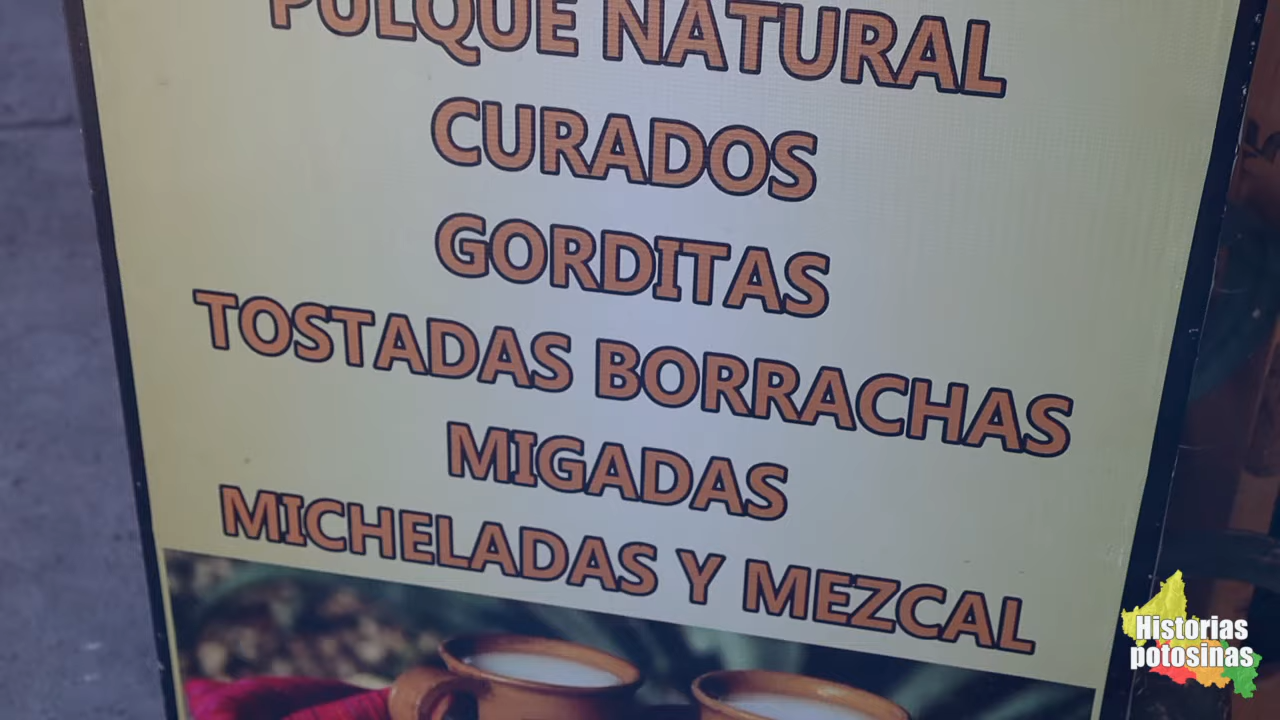 PULQUE NATURAL
CURADOS
GORDITAS
TOSTADAS BORRACHAS
MIGADAS
MICHELADAS Y MEZCAL
Historias
potosinas